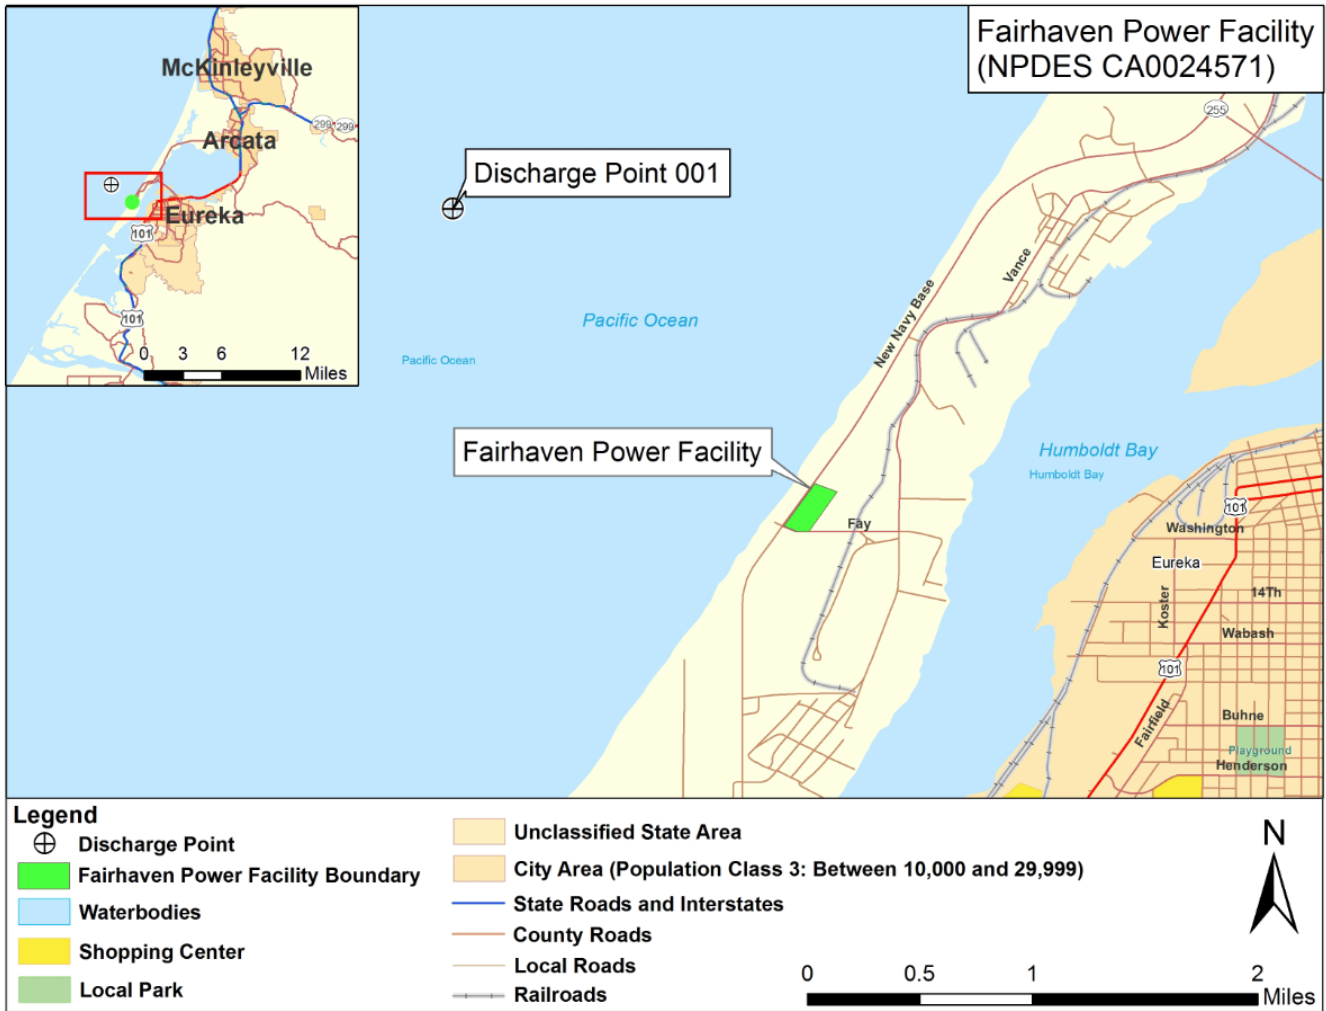 Fairhaven Power Facility
(NPDES CA0024571)
McKinleyville
299
299
Arcata
Eureka
101
101
0 3 6 12
Miles
255
Discharge Point 001
Vance
New Navy Base
Pacific Ocean
Pacific Ocean
Fairhaven Power Facility
Humboldt Bay
Humboldt Bay
Fay
101
Washington
Eureka
Koster
14Th
Wabash
101
Fairfield
Buhne
Playground
Henderson
Legend
Discharge Point
Fairhaven Power Facility Boundary
Waterbodies
Shopping Center
Local Park
Unclassified State Area
City Area (Population Class 3: Between 10,000 and 29,999)
State Roads and Interstates
County Roads
Local Roads
Railroads
N
0 0.5 1 2
Miles